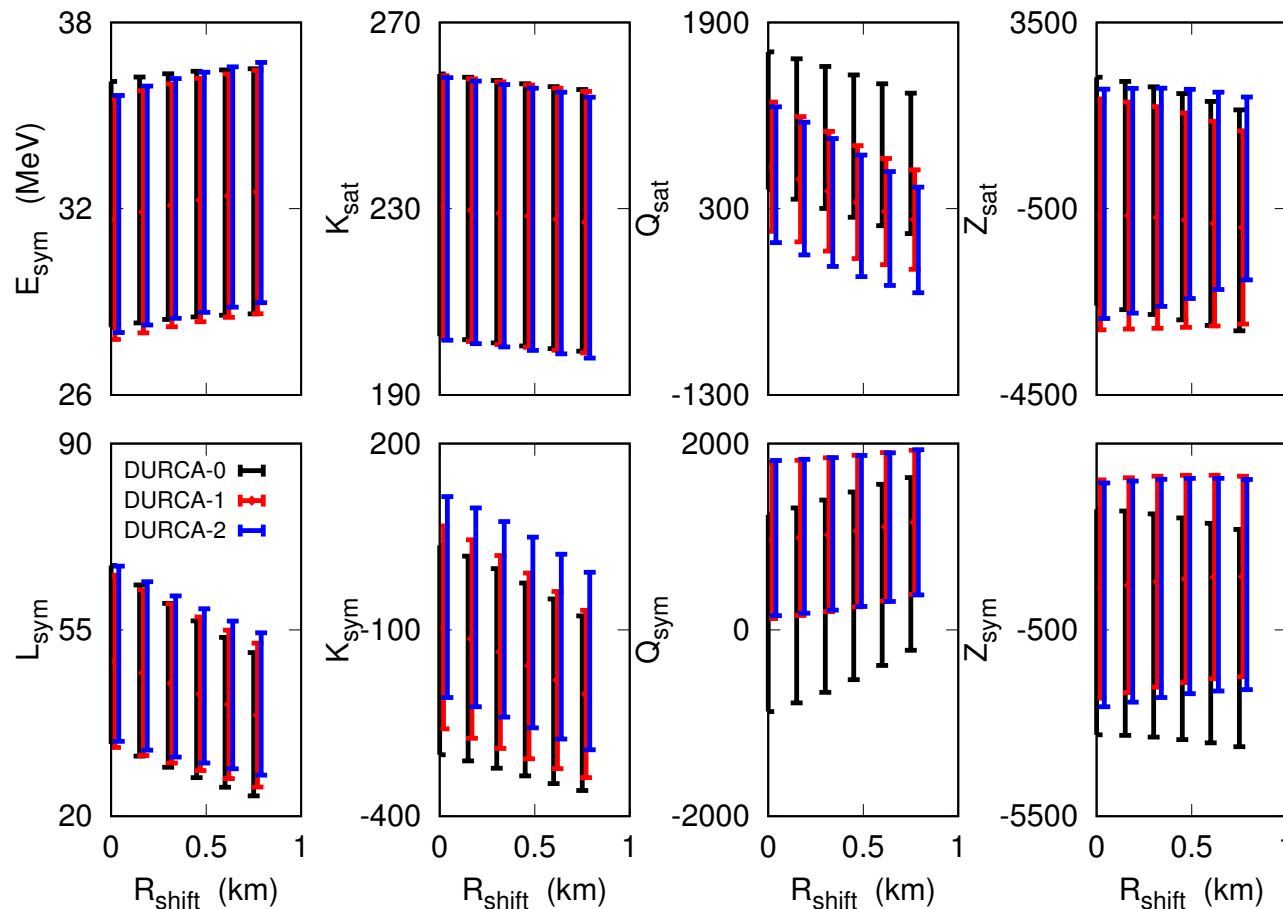 38
32
26
E_sym (MeV)
270
230
190
K_sat
1900
300
-1300
Q_sat
3500
-500
-4500
Z_sat
90
55
20
L_sym
DURCA-0
DURCA-1
DURCA-2
0 0.5 1
R_shift (km)
200
-100
-400
K_sym
0 0.5 1
R_shift (km)
2000
0
-2000
Q_sym
0 0.5 1
R_shift (km)
-500
-5500
Z_sym
0 0.5 1
R_shift (km)